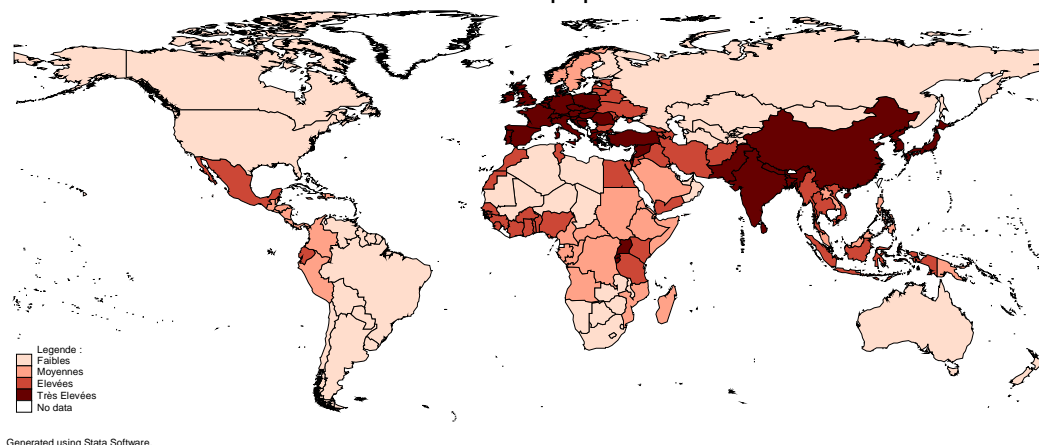 Legende :
Faibles
Moyennes
Elevées
Très Elevées
No data
Generated using Stata Software